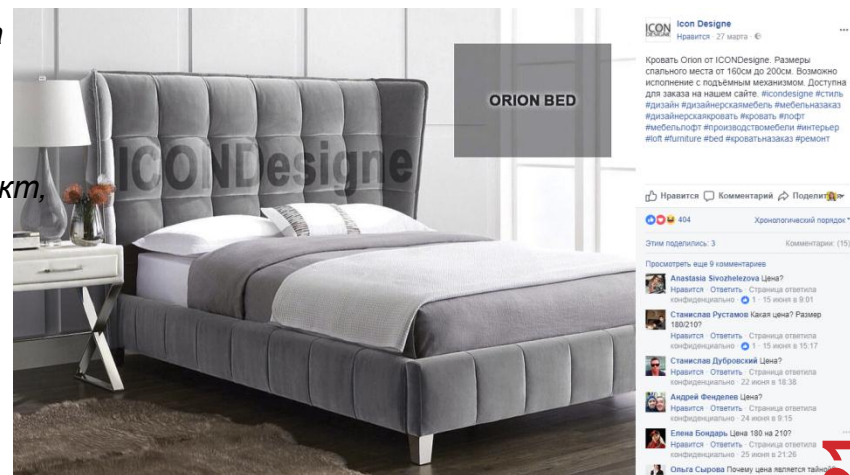 кт,
ICONDesigne
ORION BED
ICON
DESIGNE
Icon Designe
Нравится · 27 марта ·
Кровать Orion от ICONDesigne. Размеры
спального места от 160см до 200см. Возможно
исполнение с подъёмным механизмом. Доступна
для заказа на нашем сайте. #icondesigne #стиль
#дизайн #дизайнерскаямебель #мебельназаказ
#дизайнерскаякровать #кровать #лофт
#мебельлофт #производствомебели #интерьер
#loft #furniture #bed #кроватьназаказ #ремонт
Нравится Комментарий
404 Хронологический порядок
Этим поделились: 3 Комментарии: (15)
Просмотреть еще 9 комментариев
Anastasia Sivozhelezova Цена?
Нравится · Ответить · Страница ответила
конфиденциально · 1 · 15 июня в 9:01
Станислав Рустамов Какая цена? Размер
180/210?
Нравится · Ответить · Страница ответила
конфиденциально · 1 · 15 июня в 15:17
Станислав Дубровский Цена?
Нравится · Ответить · Страница ответила
конфиденциально · 22 июня в 18:38
Андрей Фенделев Цена?
Нравится · Ответить · Страница ответила
конфиденциально · 24 июня в 9:15
Елена Бондарь Цена 180 на 210?
Нравится · Ответить · Страница ответила
конфиденциально · 25 июня в 21:26
Ольга Сырова Почему цена является